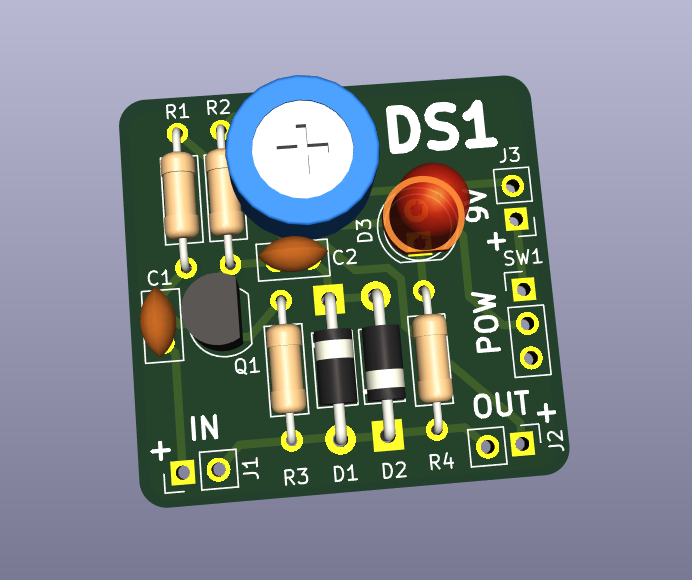 R1
R2
DS1
J3
9V
+
D3
C2
SW1
C1
POW
Q1
OUT
+
J2
IN
+
J1
R3
D1
D2
R4